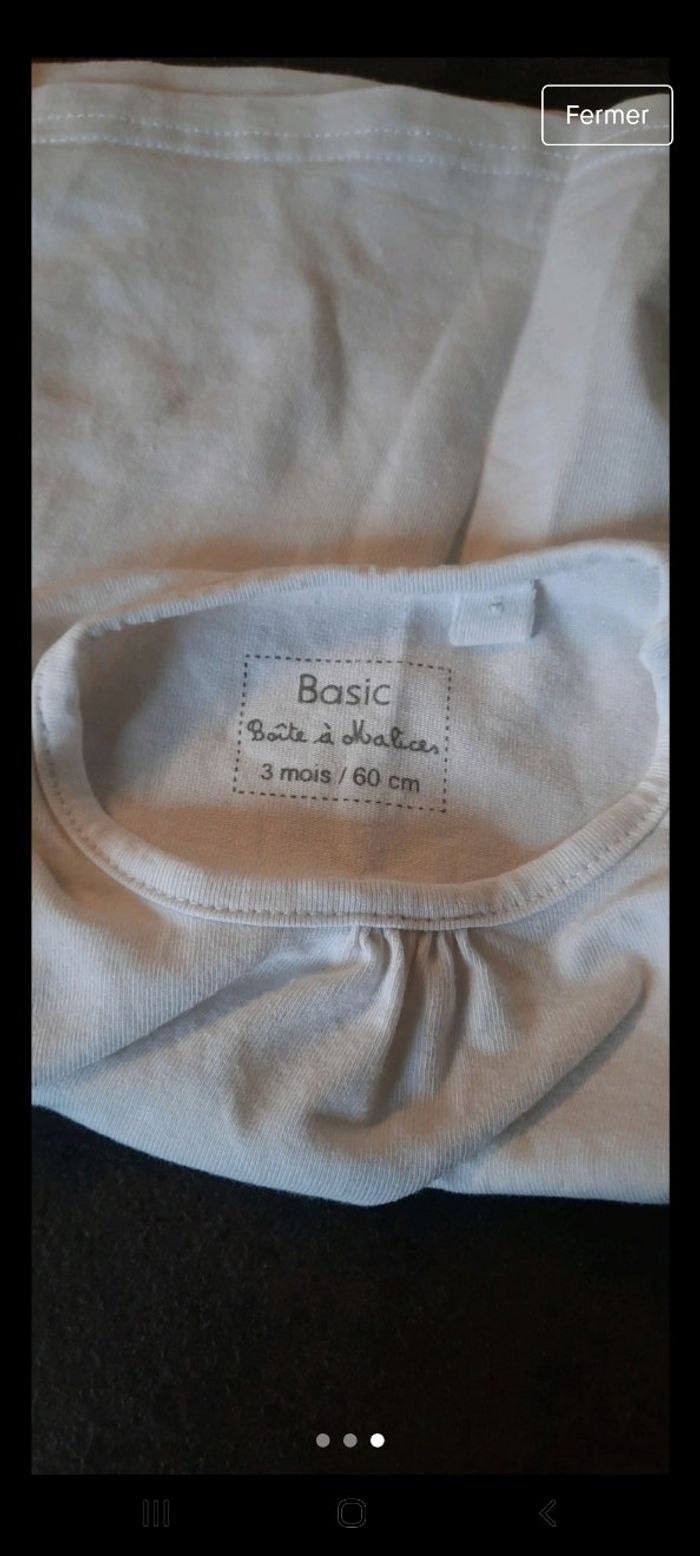 Fermer
Basic
Boîte à Malices
3 mois / 60 cm